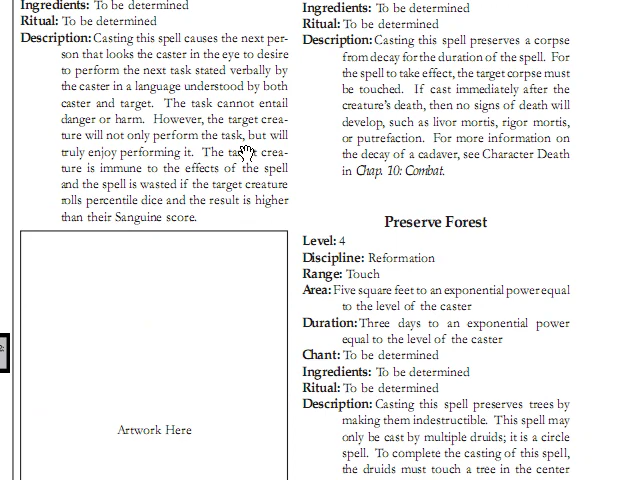 Ingredients: To be determined
Ritual: To be determined
Description: Casting this spell causes the next per-
son that looks the caster in the eye to desire
to perform the next task stated verbally by
the caster in a language understood by both
caster and target. The task cannot entail
danger or harm. However, the target crea-
ture will not only perform the task, but will
truly enjoy performing it. The target crea-
ture is immune to the effects of the spell
and the spell is wasted if the target creature
rolls percentile dice and the result is higher
than their Sanguine score.
Artwork Here
Ingredients: To be determined
Ritual: To be determined
Description: Casting this spell preserves a corpse
from decay for the duration of the spell. For
the spell to take effect, the target corpse must
be touched. If cast immediately after the
creature's death, then no signs of death will
develop, such as livor mortis, rigor mortis,
or putrefaction. For more information on
the decay of a cadaver, see Character Death
in Chap. 10: Combat.
Preserve Forest
Level: 4
Discipline: Reformation
Range: Touch
Area: Five square feet to an exponential power equal
to the level of the caster
Duration: Three days to an exponential power
equal to the level of the caster
Chant: To be determined
Ingredients: To be determined
Ritual: To be determined
Description: Casting this spell preserves trees by
making them indestructible. This spell may
only be cast by multiple druids; it is a circle
spell. To complete the casting of this spell,
the druids must touch a tree in the center